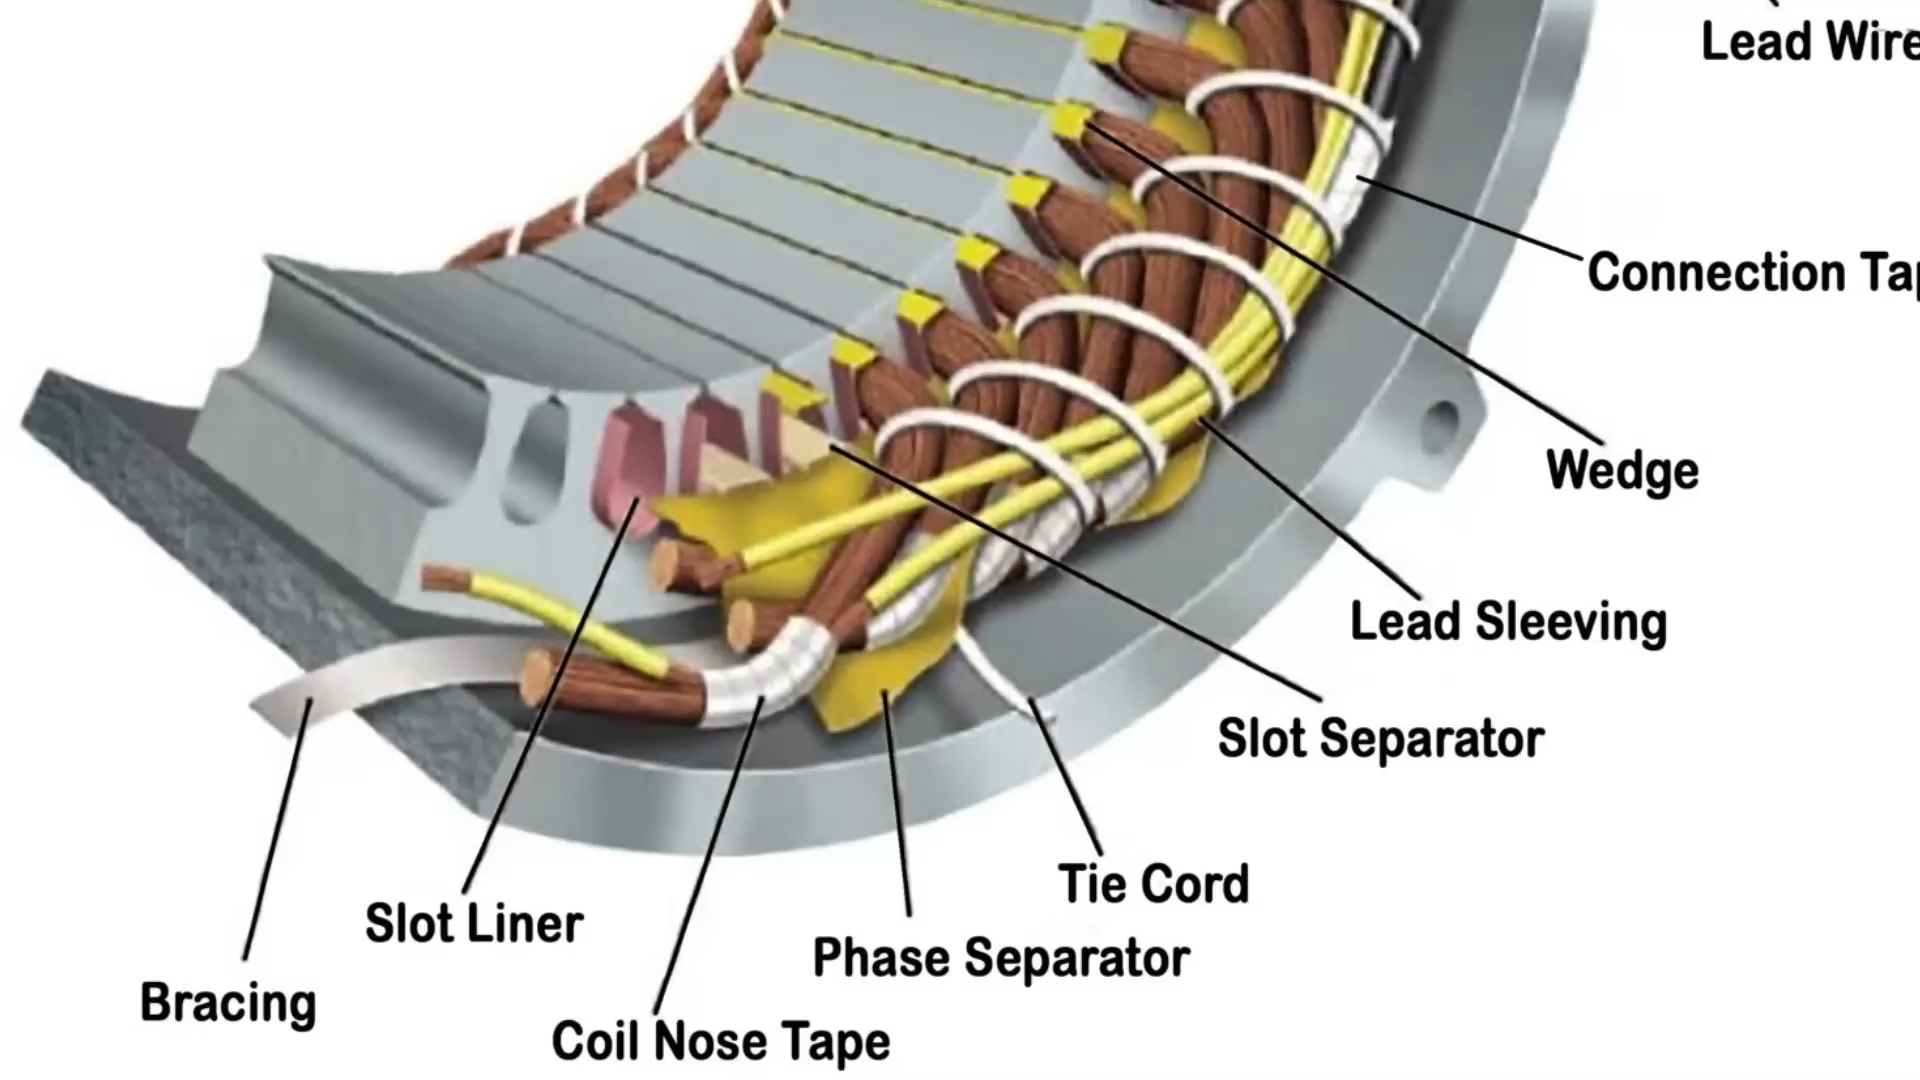 Lead Wire
Connection Tap
Wedge
Lead Sleeving
Slot Separator
Tie Cord
Phase Separator
Slot Liner
Bracing
Coil Nose Tape